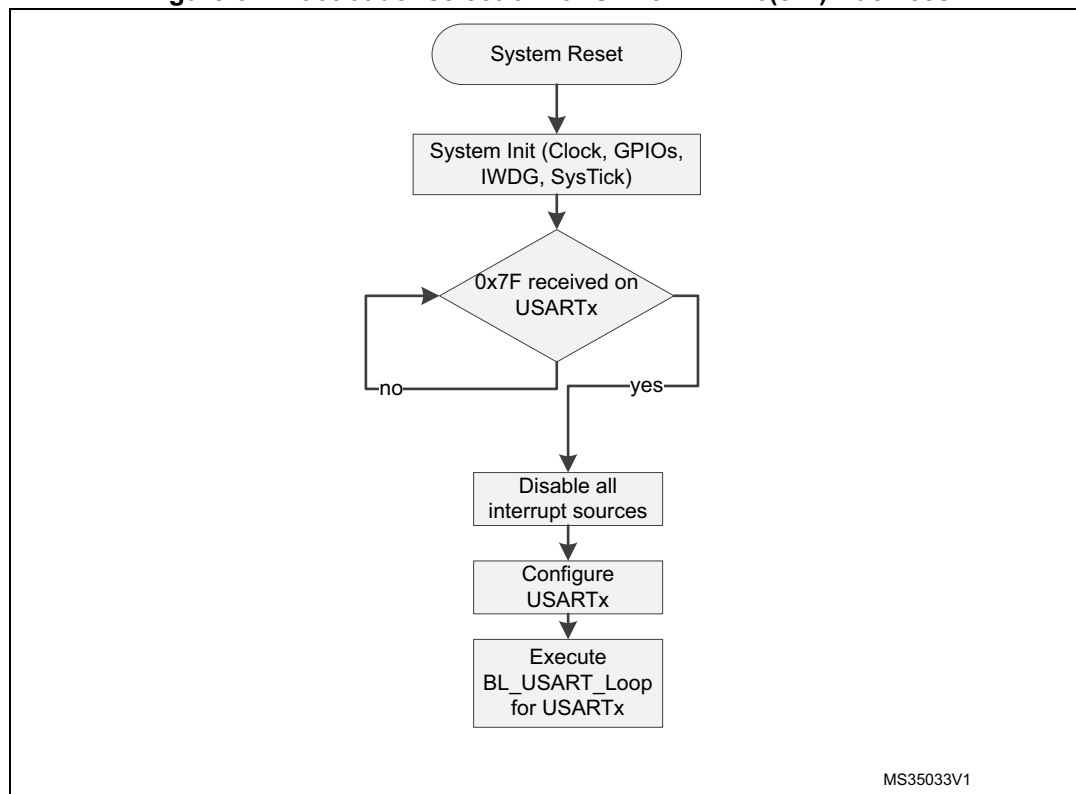 System Reset
System Init (Clock, GPIOs,
IWDG, SysTick)
0x7F received on
USARTx
no
yes
Disable all
interrupt sources
Configure
USARTx
Execute
BL_USART_Loop
for USARTx
MS35033V1